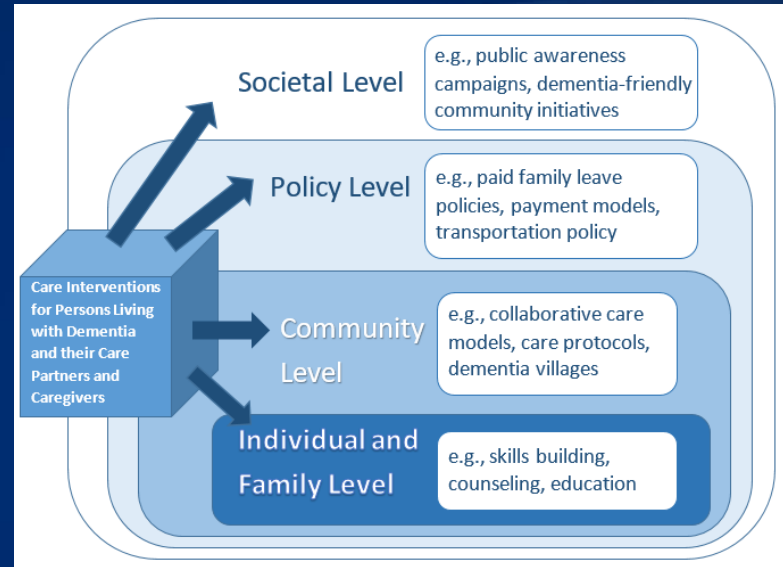 Societal Level
e.g., public awareness
campaigns, dementia-friendly
community initiatives
Policy Level
e.g., paid family leave
policies, payment models,
transportation policy
Care Interventions
for Persons Living
with Dementia
and their Care
Partners and
Caregivers
Community
Level
e.g., collaborative care
models, care protocols,
dementia villages
Individual and
Family Level
e.g., skills building,
counseling, education